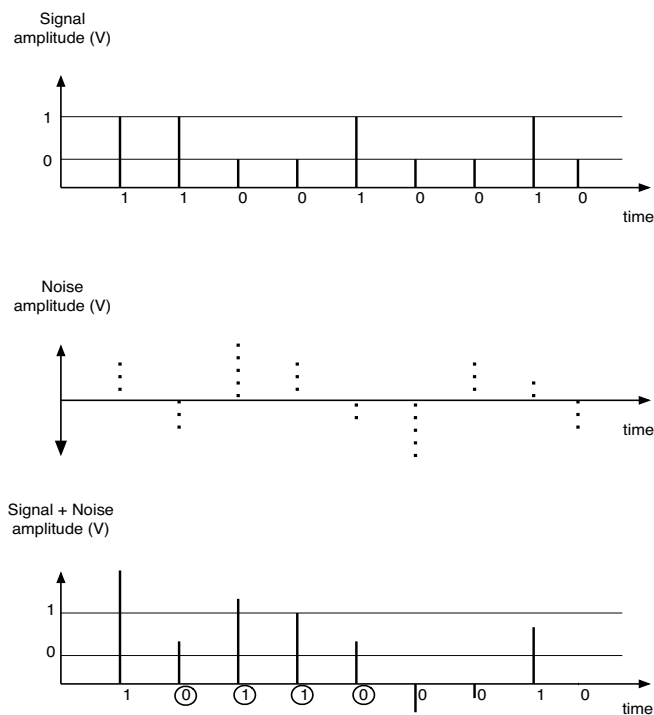 Signal
amplitude (V)
1
0
1 1 0 0 1 0 0 1 0
time
Noise
amplitude (V)
time
Signal + Noise
amplitude (V)
1
0
1 0 1 1 0 0 0 1 0
time